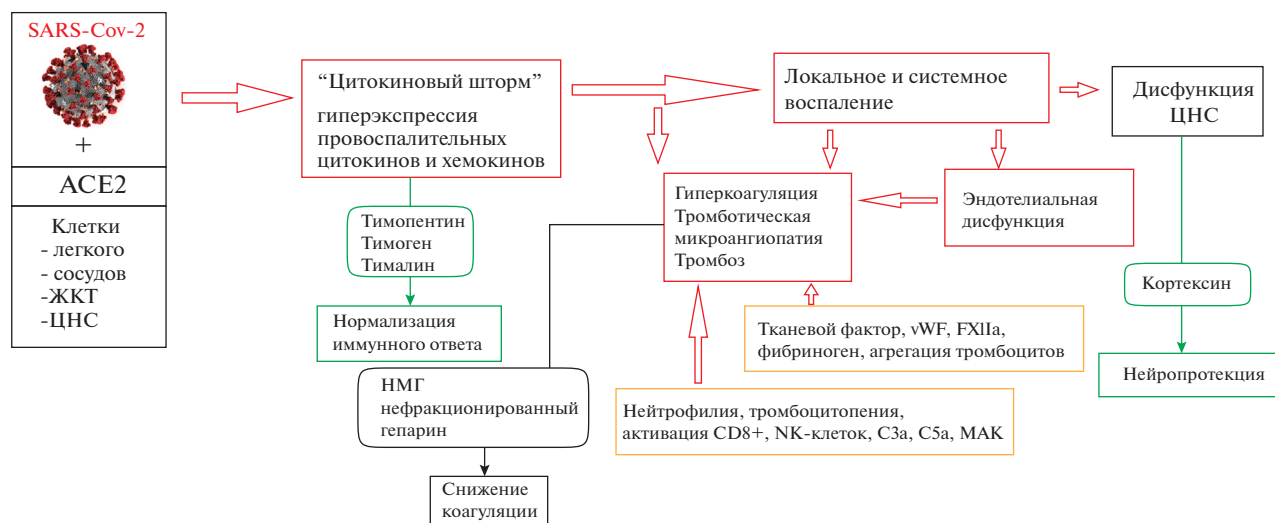 SARS-Cov-2
+
ACE2
Клетки
- легкого
- сосудов
-ЖКТ
-ЦНС
“Цитокиновый шторм”
гиперэкспрессия
провоспалительных
цитокинов и хемокинов
Тимопентин
Тимоген
Тималин
Нормализация
иммунного ответа
НМГ
нефракционированный
гепарин
Снижение
коагуляции
Локальное и системное
воспаление
Гиперкоагуляция
Тромботическая
микроангиопатия
Тромбоз
Эндотелиальная
дисфункция
Тканевой фактор, vWF, FXIIa,
фибриноген, агрегация тромбоцитов
Нейтрофилия, тромбоцитопения,
активация CD8+, NK-клеток, C3a, C5a, МАК
Дисфункция
ЦНС
Кортексин
Нейропротекция